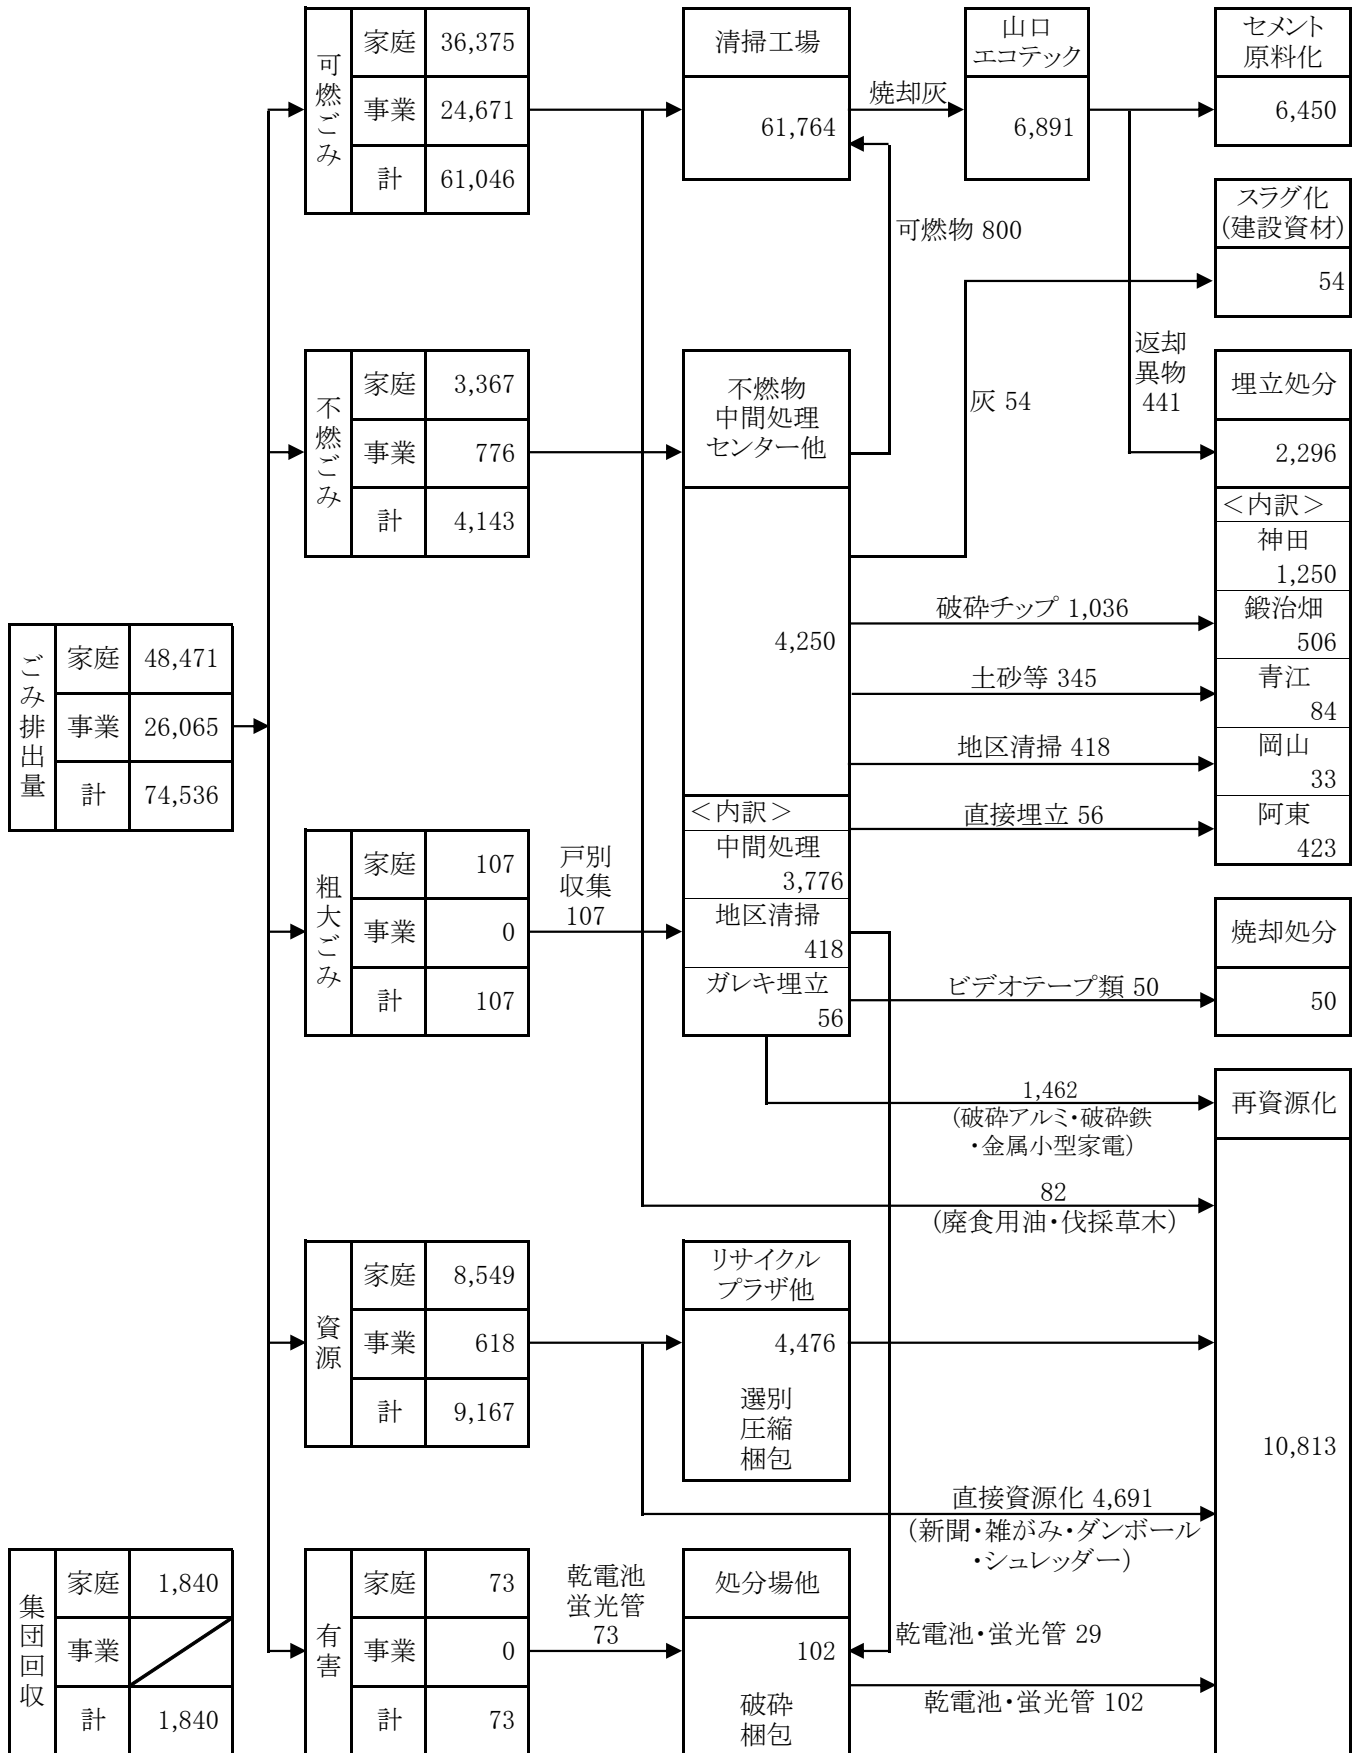 ごみ排出量
家庭 48,471
事業 26,065
計 74,536
集団回収
家庭 1,840
事業
計 1,840
可燃ごみ
家庭 36,375
事業 24,671
計 61,046
不燃ごみ
家庭 3,367
事業 776
計 4,143
粗大ごみ
家庭 107
事業 0
計 107
資源
家庭 8,549
事業 618
計 9,167
有害
家庭 73
事業 0
計 73
戸別
収集
107
乾電池
蛍光管
73
清掃工場
61,764
不燃物
中間処理
センター他
4,250
＜内訳＞
中間処理
3,776
地区清掃
418
ガレキ埋立
56
リサイクル
プラザ他
4,476
選別
圧縮
梱包
処分場他
102
破砕
梱包
焼却灰
山口
エコテック
6,891
可燃物 800
灰 54
返却
異物
441
破砕チップ 1,036
土砂等 345
地区清掃 418
直接埋立 56
ビデオテープ類 50
1,462
(破砕アルミ・破砕鉄
・金属小型家電)
82
(廃食用油・伐採草木)
直接資源化 4,691
(新聞・雑がみ・ダンボール
・シュレッダー)
乾電池・蛍光管 29
乾電池・蛍光管 102
セメント
原料化
6,450
スラグ化
(建設資材)
54
埋立処分
2,296
＜内訳＞
神田
1,250
鍛治畑
506
青江
84
岡山
33
阿東
423
焼却処分
50
再資源化
10,813